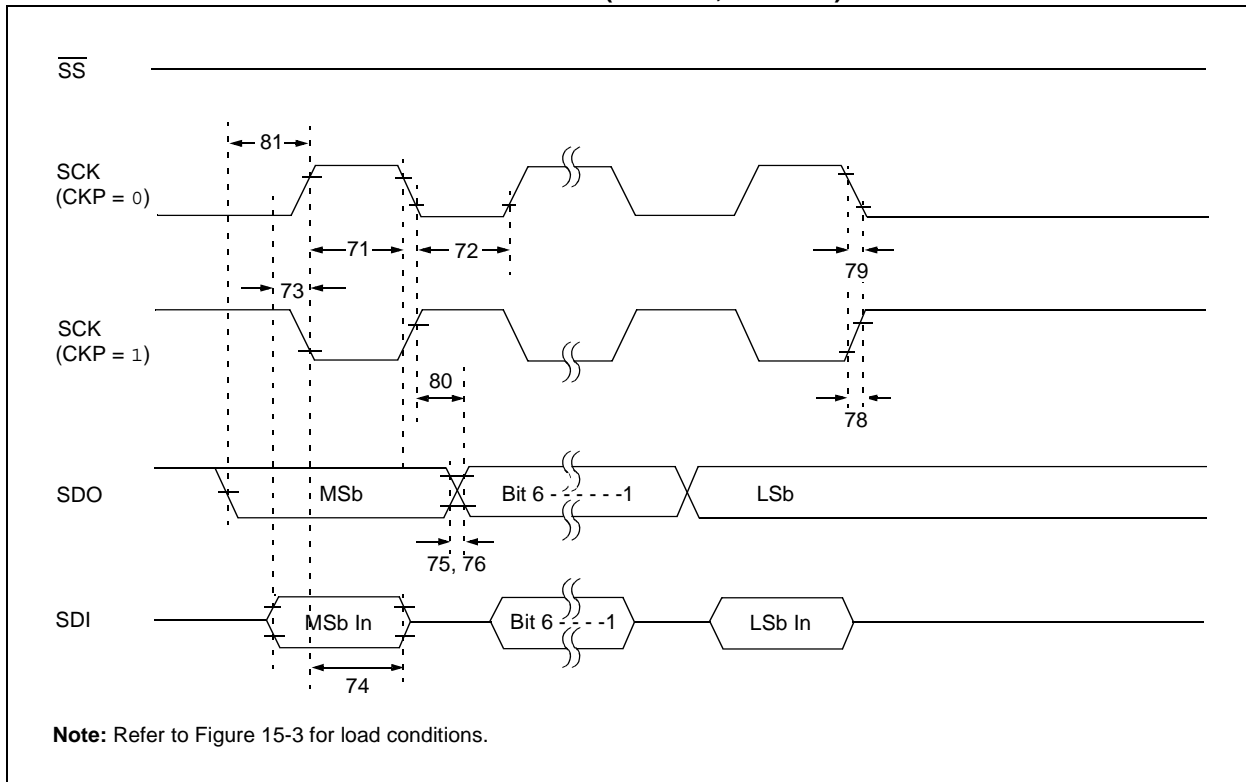 SS
81
SCK
(CKP = 0)
71
72
79
73
SCK
(CKP = 1)
80
78
SDO
MSb
Bit 6 - - - - - - -1
LSb
75, 76
SDI
MSb In
Bit 6 - - - - -1
LSb In
74
Note: Refer to Figure 15-3 for load conditions.